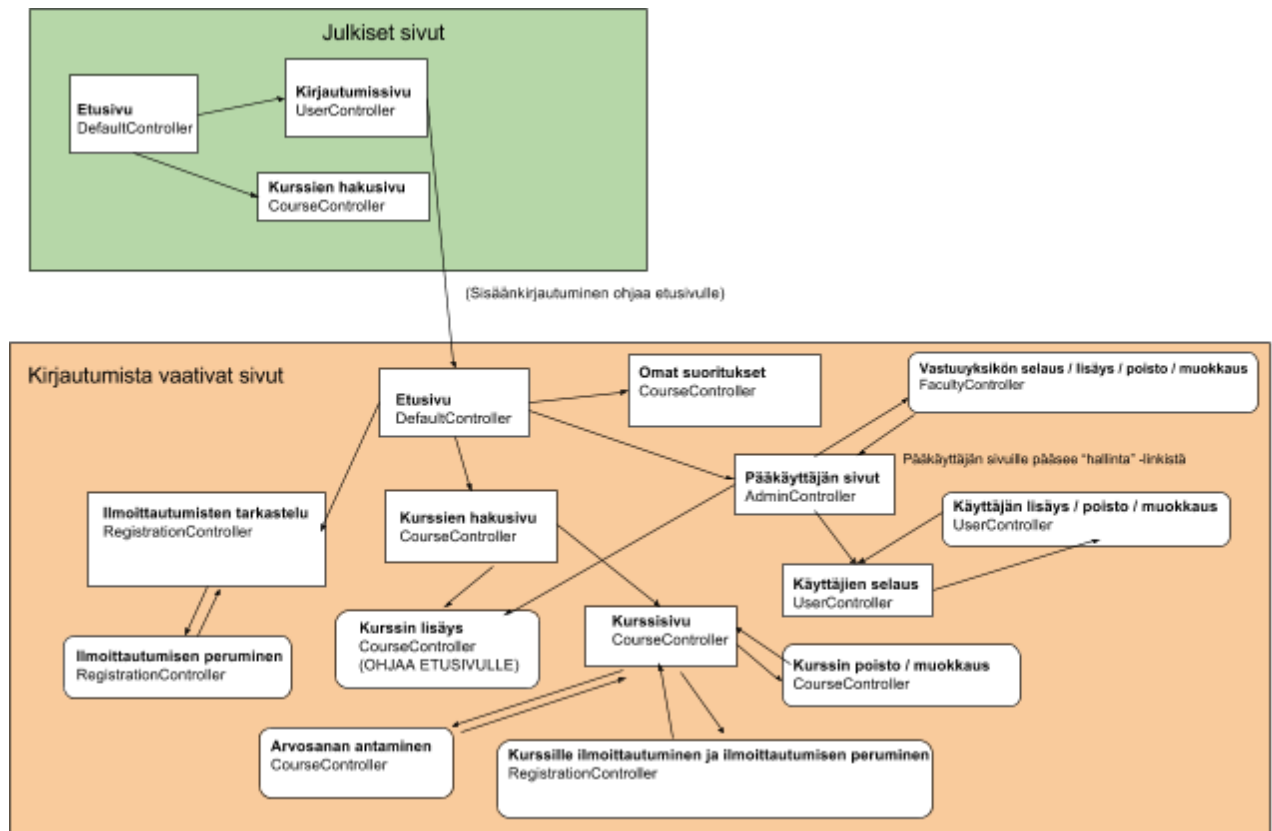 Julkiset sivut
Etusivu
DefaultController
Kirjautumissivu
UserController
Kurssien hakusivu
CourseController
(Sisäänkirjautuminen ohjaa etusivulle)
Kirjautumista vaativat sivut
Etusivu
DefaultController
Omat suoritukset
CourseController
Vastuuyksikön selaus / lisäys / poisto / muokkaus
FacultyController
Pääkäyttäjän sivuille pääsee "hallinta" -linkistä
Pääkäyttäjän sivut
AdminController
Ilmoittautumisten tarkastelu
RegistrationController
Kurssien hakusivu
CourseController
Käyttäjän lisäys / poisto / muokkaus
UserController
Käyttäjien selaus
UserController
Kurssin lisäys
CourseController
(OHJAA ETUSIVULLE)
Kurssisivu
CourseController
Ilmoittautumisen peruminen
RegistrationController
Kurssin poisto / muokkaus
CourseController
Arvosanan antaminen
CourseController
Kurssille ilmoittautuminen ja ilmoittautumisen peruminen
RegistrationController